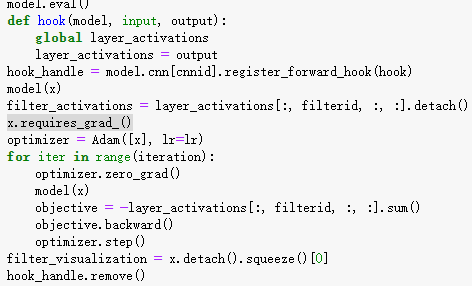 model.eval()
def hook(model, input, output):
    global layer_activations
    layer_activations = output
hook_handle = model.cnn[cnnid].register_forward_hook(hook)
model(x)
filter_activations = layer_activations[:, filterid, :, :].detach()
x.requires_grad_()
optimizer = Adam([x], lr=lr)
for iter in range(iteration):
    optimizer.zero_grad()
    model(x)
    objective = -layer_activations[:, filterid, :, :].sum()
    objective.backward()
    optimizer.step()
filter_visualization = x.detach().squeeze()[0]
hook_handle.remove()